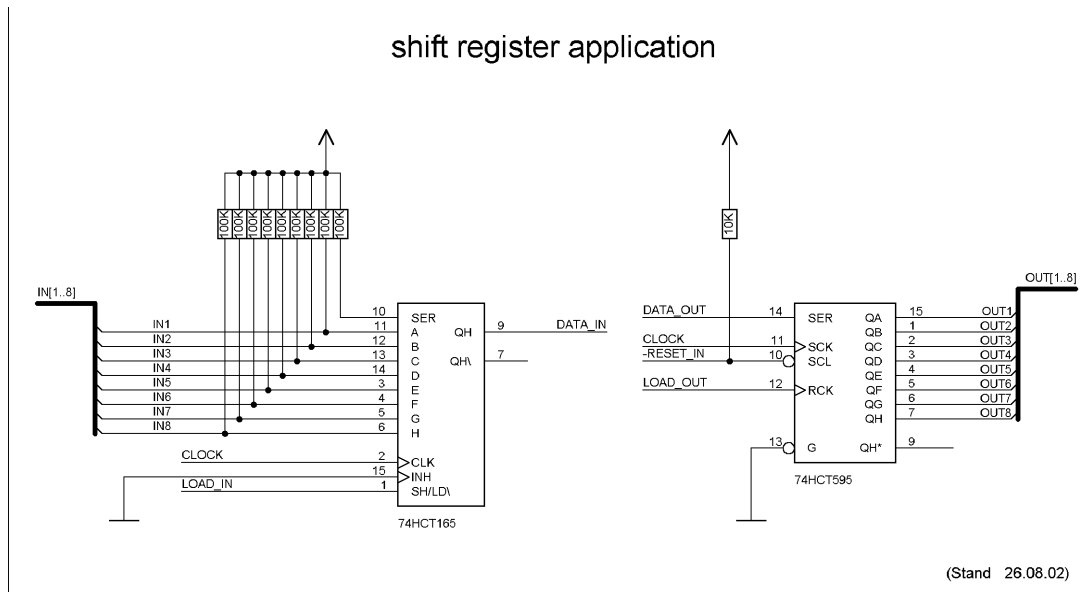 shift register application
100K 100K 100K 100K 100K 100K 100K 100K 100K
10K
IN[1..8]
OUT[1..8]
IN1
IN2
IN3
IN4
IN5
IN6
IN7
IN8
CLOCK
LOAD_IN
10 SER
11 A
12 B
13 C
14 D
3 E
4 F
5 G
6 H
2 CLK
15 INH
1 SH/LD\
QH 9 DATA_IN
QH\ 7
74HCT165
DATA_OUT 14 SER
CLOCK 11 SCK
-RESET_IN 10 SCL
LOAD_OUT 12 RCK
13 G
QA 15 OUT1
QB 1 OUT2
QC 2 OUT3
QD 3 OUT4
QE 4 OUT5
QF 5 OUT6
QG 6 OUT7
QH 7 OUT8
QH* 9
74HCT595
(Stand 26.08.02)